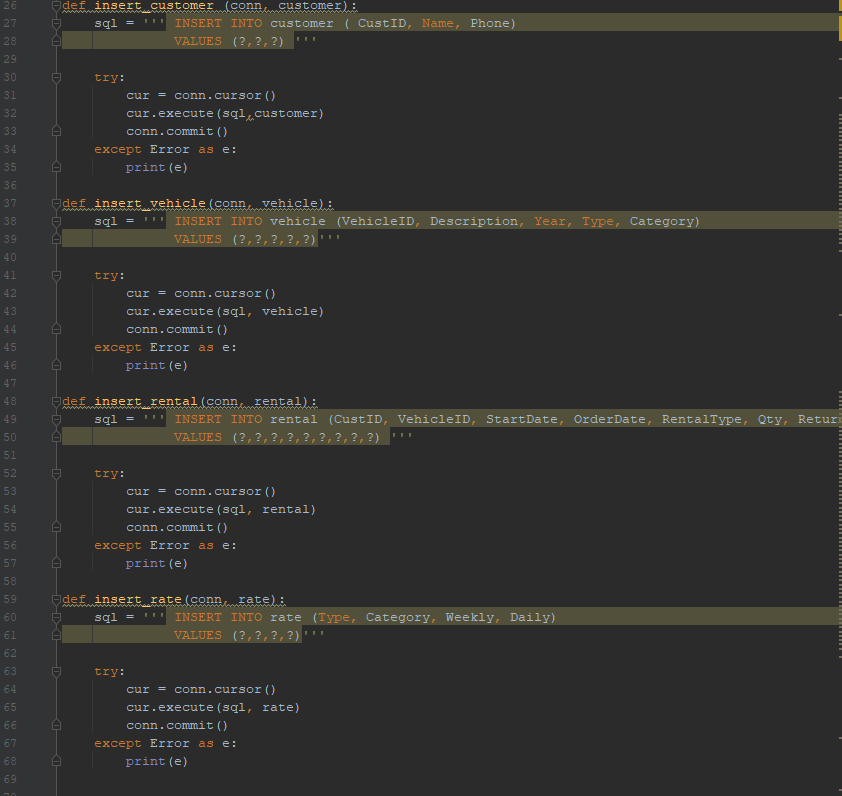 26 def insert_customer (conn, customer):
27 sql = ''' INSERT INTO customer ( CustID, Name, Phone)
28 VALUES (?,?,?) '''
29
30 try:
31 cur = conn.cursor()
32 cur.execute(sql,customer)
33 conn.commit()
34 except Error as e:
35 print(e)
36
37 def insert_vehicle(conn, vehicle):
38 sql = ''' INSERT INTO vehicle (VehicleID, Description, Year, Type, Category)
39 VALUES (?,?,?,?,?)'''
40
41 try:
42 cur = conn.cursor()
43 cur.execute(sql, vehicle)
44 conn.commit()
45 except Error as e:
46 print(e)
47
48 def insert_rental(conn, rental):
49 sql = ''' INSERT INTO rental (CustID, VehicleID, StartDate, OrderDate, RentalType, Qty, Retur
50 VALUES (?,?,?,?,?,?,?,?,?) '''
51
52 try:
53 cur = conn.cursor()
54 cur.execute(sql, rental)
55 conn.commit()
56 except Error as e:
57 print(e)
58
59 def insert_rate(conn, rate):
60 sql = ''' INSERT INTO rate (Type, Category, Weekly, Daily)
61 VALUES (?,?,?,?)'''
62
63 try:
64 cur = conn.cursor()
65 cur.execute(sql, rate)
66 conn.commit()
67 except Error as e:
68 print(e)
69